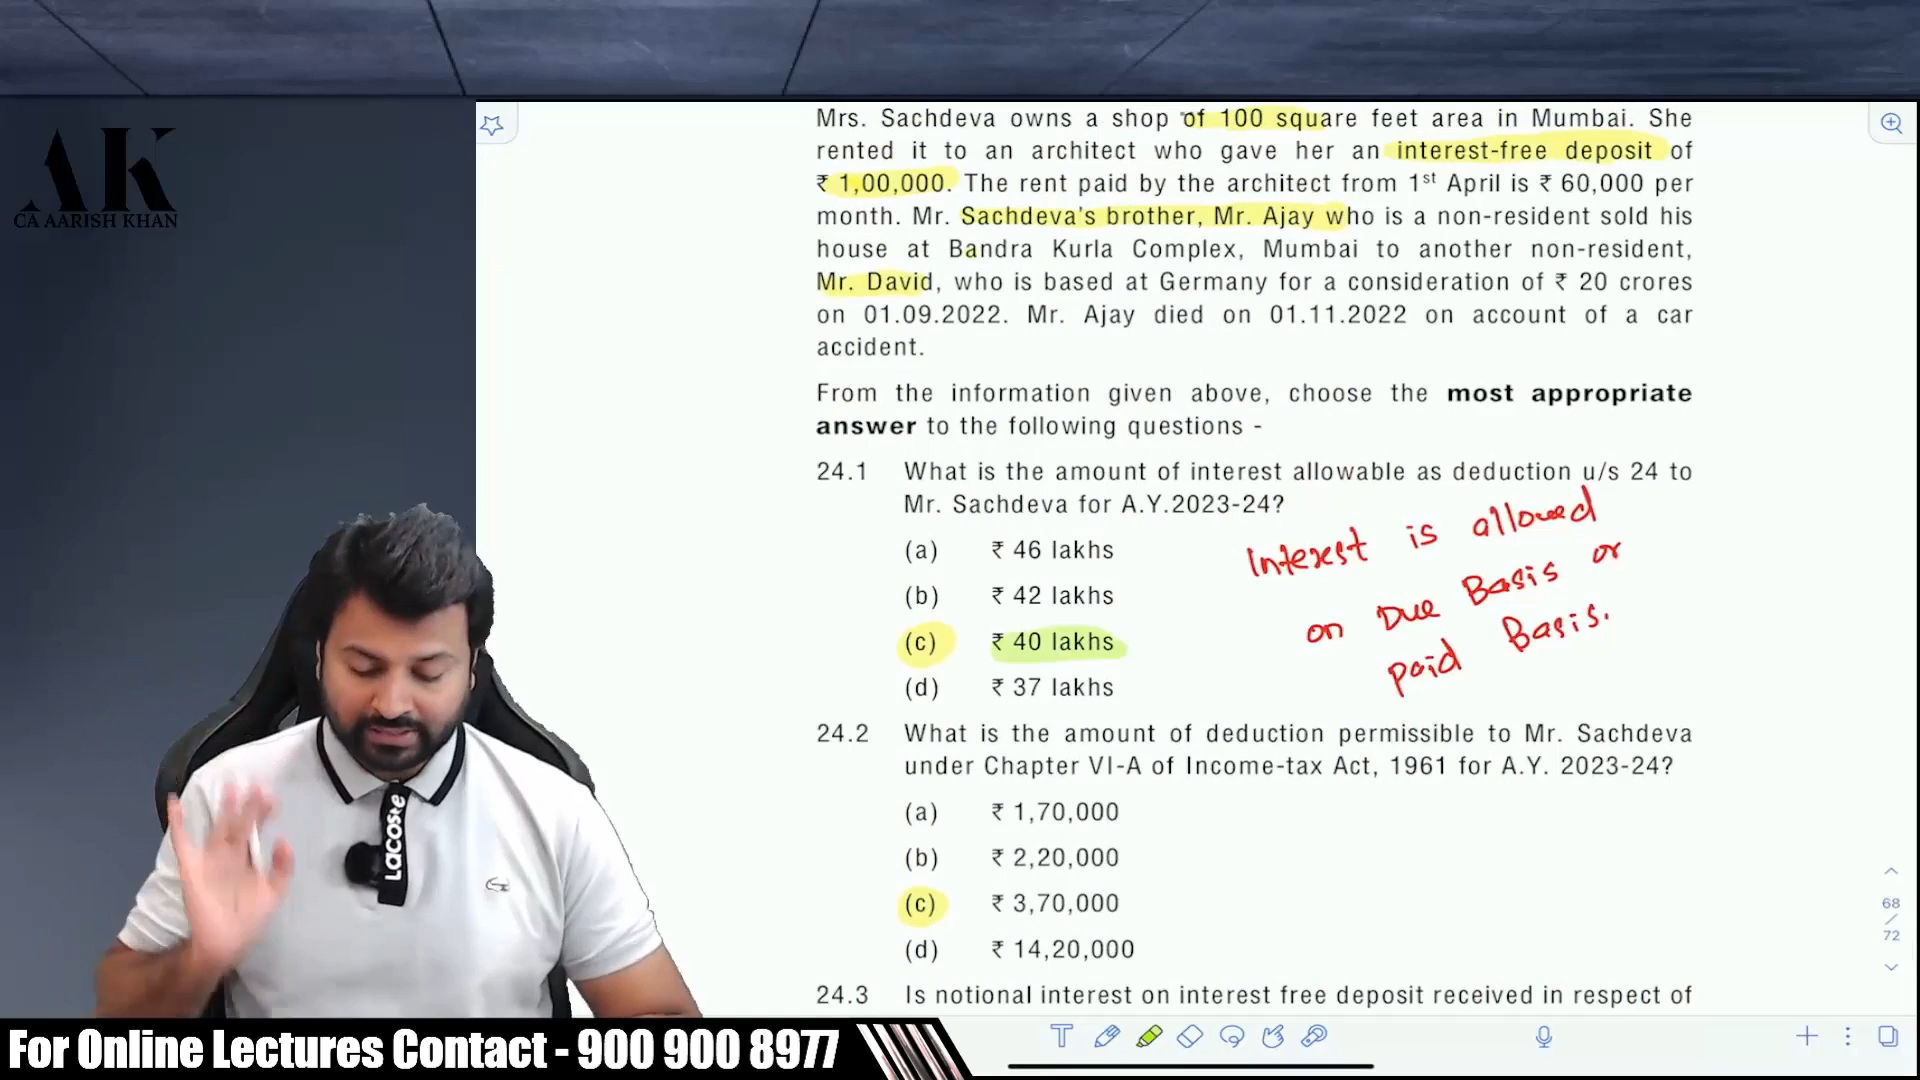 AK
CA AARISH KHAN
Mrs. Sachdeva owns a shop of 100 square feet area in Mumbai. She
rented it to an architect who gave her an interest-free deposit of
₹ 1,00,000. The rent paid by the architect from 1st April is ₹ 60,000 per
month. Mr. Sachdeva's brother, Mr. Ajay who is a non-resident sold his
house at Bandra Kurla Complex, Mumbai to another non-resident,
Mr. David, who is based at Germany for a consideration of ₹ 20 crores
on 01.09.2022. Mr. Ajay died on 01.11.2022 on account of a car
accident.
From the information given above, choose the most appropriate
answer to the following questions -
24.1 What is the amount of interest allowable as deduction u/s 24 to
Mr. Sachdeva for A.Y.2023-24?
(a) ₹ 46 lakhs
(b) ₹ 42 lakhs
(c) ₹ 40 lakhs
(d) ₹ 37 lakhs
Interest is allowed
on Due Basis or
paid Basis.
24.2 What is the amount of deduction permissible to Mr. Sachdeva
under Chapter VI-A of Income-tax Act, 1961 for A.Y. 2023-24?
(a) ₹ 1,70,000
(b) ₹ 2,20,000
(c) ₹ 3,70,000
(d) ₹ 14,20,000
24.3 Is notional interest on interest free deposit received in respect of
68
/
72
Lacoste
T
For Online Lectures Contact - 900 900 8977